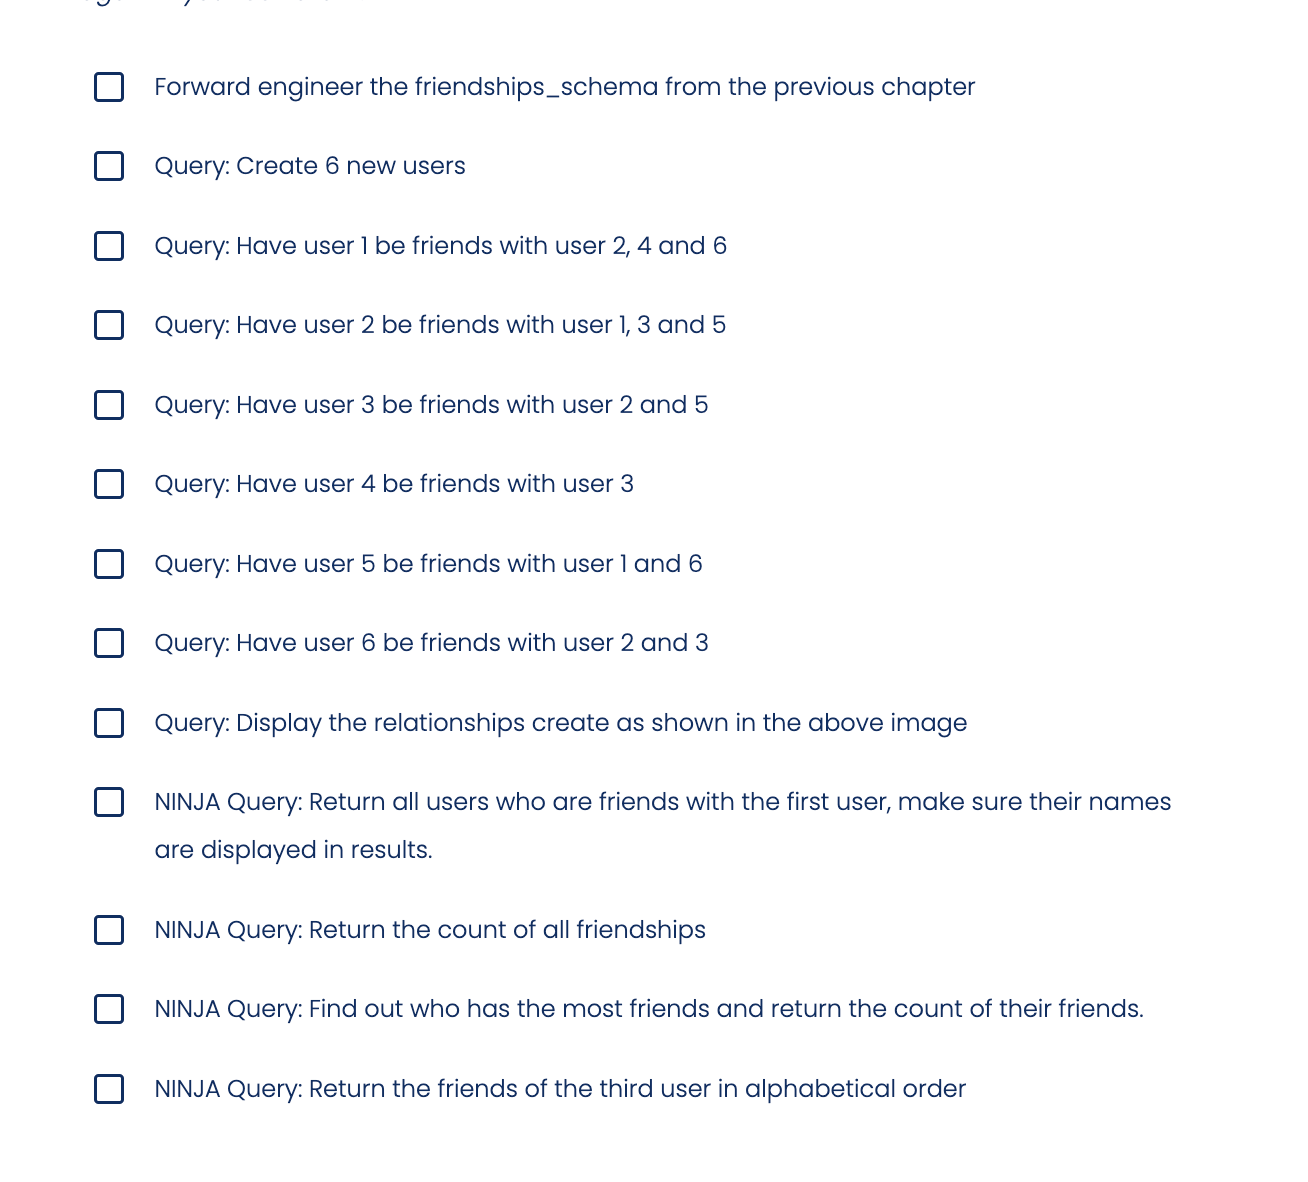 Forward engineer the friendships_schema from the previous chapter
Query: Create 6 new users
Query: Have user 1 be friends with user 2, 4 and 6
Query: Have user 2 be friends with user 1, 3 and 5
Query: Have user 3 be friends with user 2 and 5
Query: Have user 4 be friends with user 3
Query: Have user 5 be friends with user 1 and 6
Query: Have user 6 be friends with user 2 and 3
Query: Display the relationships create as shown in the above image
NINJA Query: Return all users who are friends with the first user, make sure their names
are displayed in results.
NINJA Query: Return the count of all friendships
NINJA Query: Find out who has the most friends and return the count of their friends.
NINJA Query: Return the friends of the third user in alphabetical order